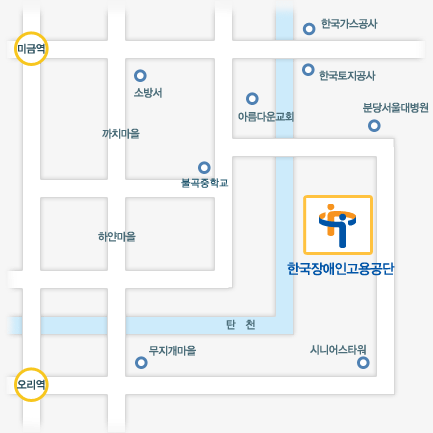 한국가스공사
미금역
한국토지공사
소방서
분당서울대병원
아름다운교회
까치마을
불곡중학교
하얀마을
한국장애인고용공단
탄 천
무지개마을
시니어스타워
오리역